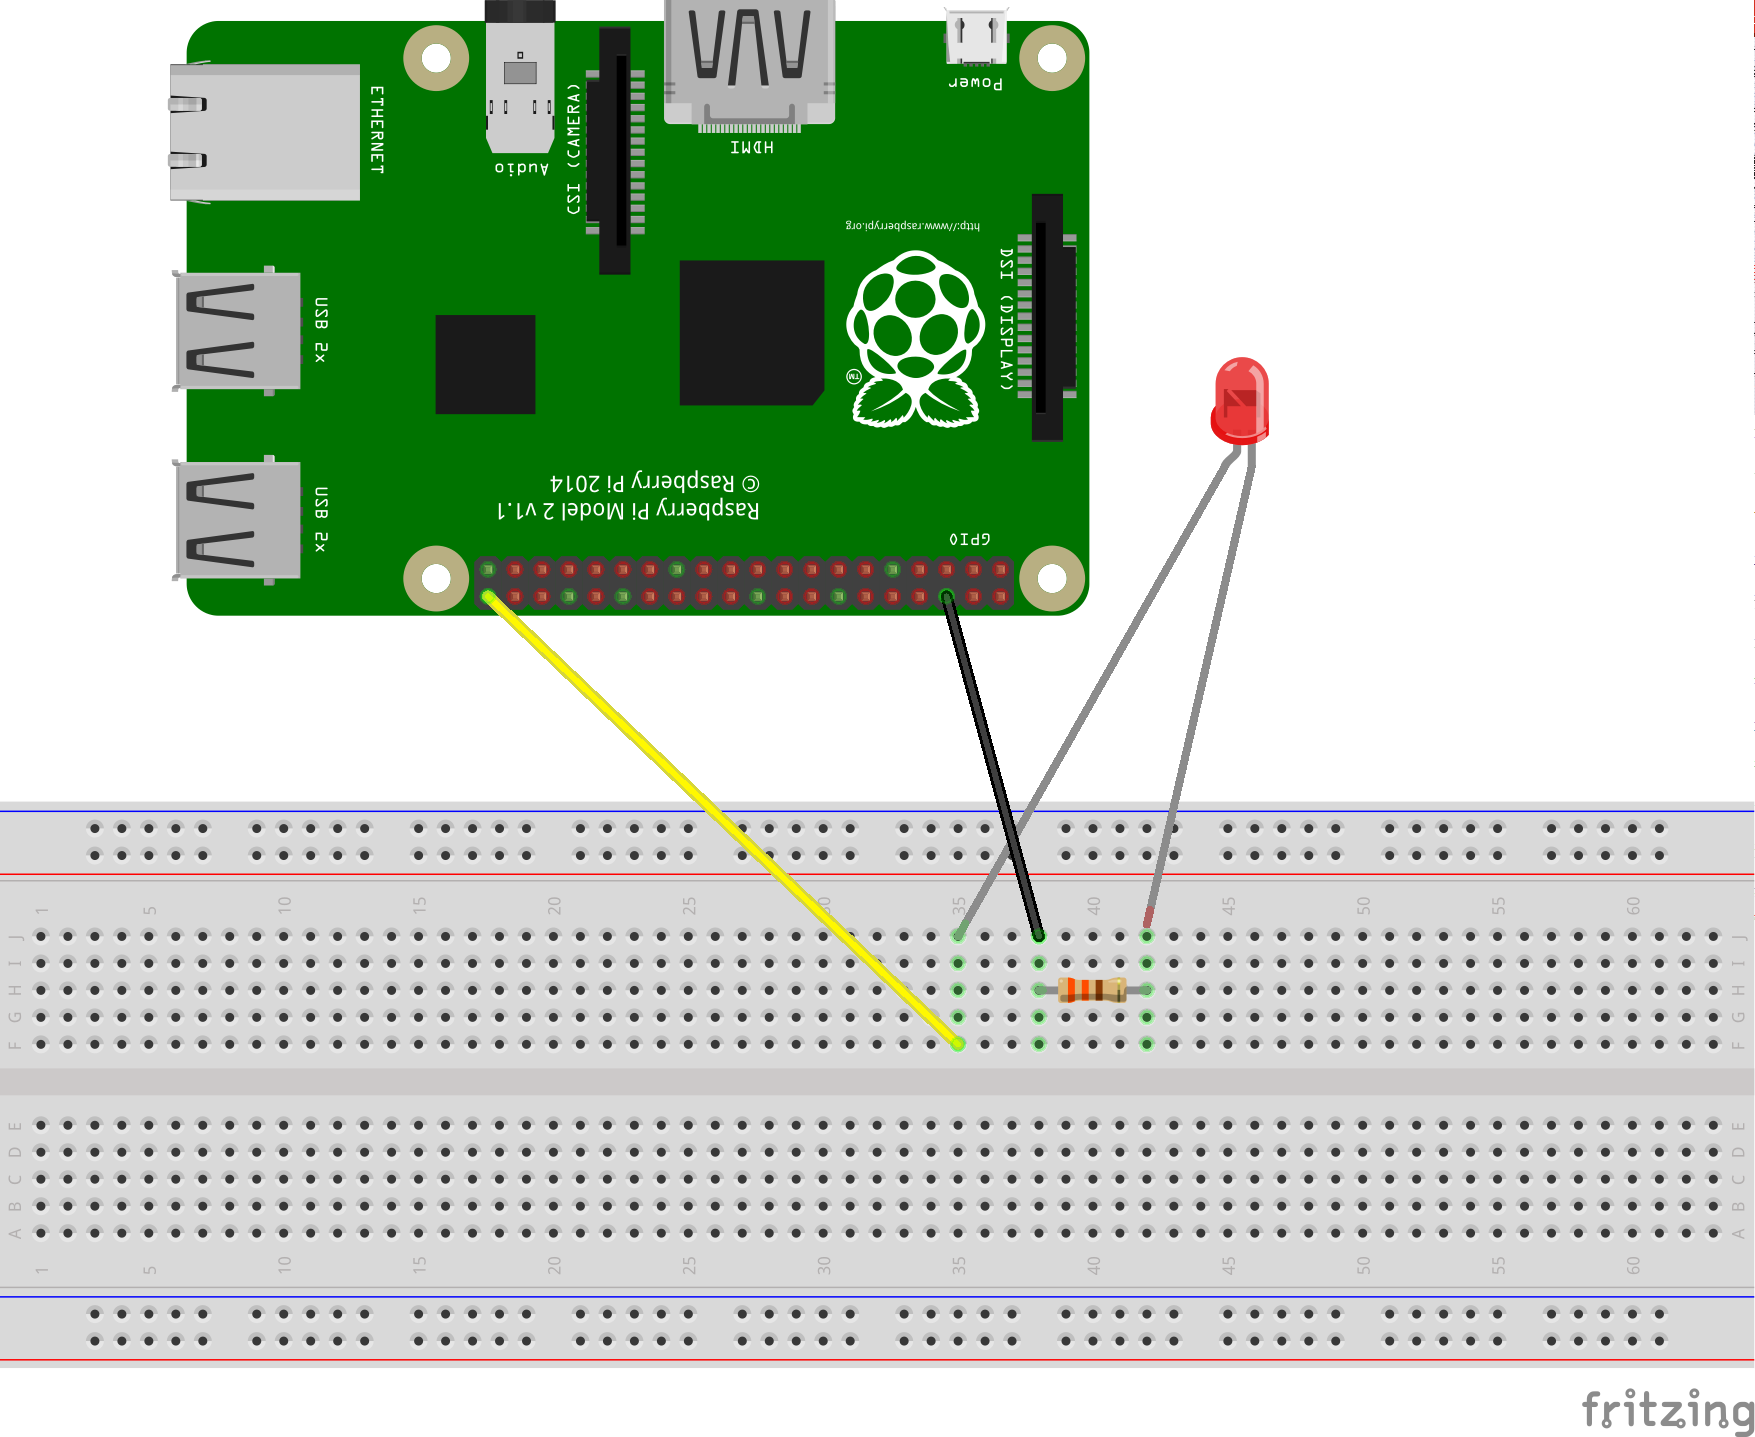 Power
ETHERNET
HDMI
Audio
CSI (CAMERA)
http://www.raspberrypi.org
DSI (DISPLAY)
TM
USB 2x
© Raspberry Pi 2014
Raspberry Pi Model 2 v1.1
USB 2x
GPIO
1 5 10 15 20 25 30 35 40 45 50 55 60
J J
I I
H H
G G
F F
E E
D D
C C
B B
A A
1 5 10 15 20 25 30 35 40 45 50 55 60
fritzing